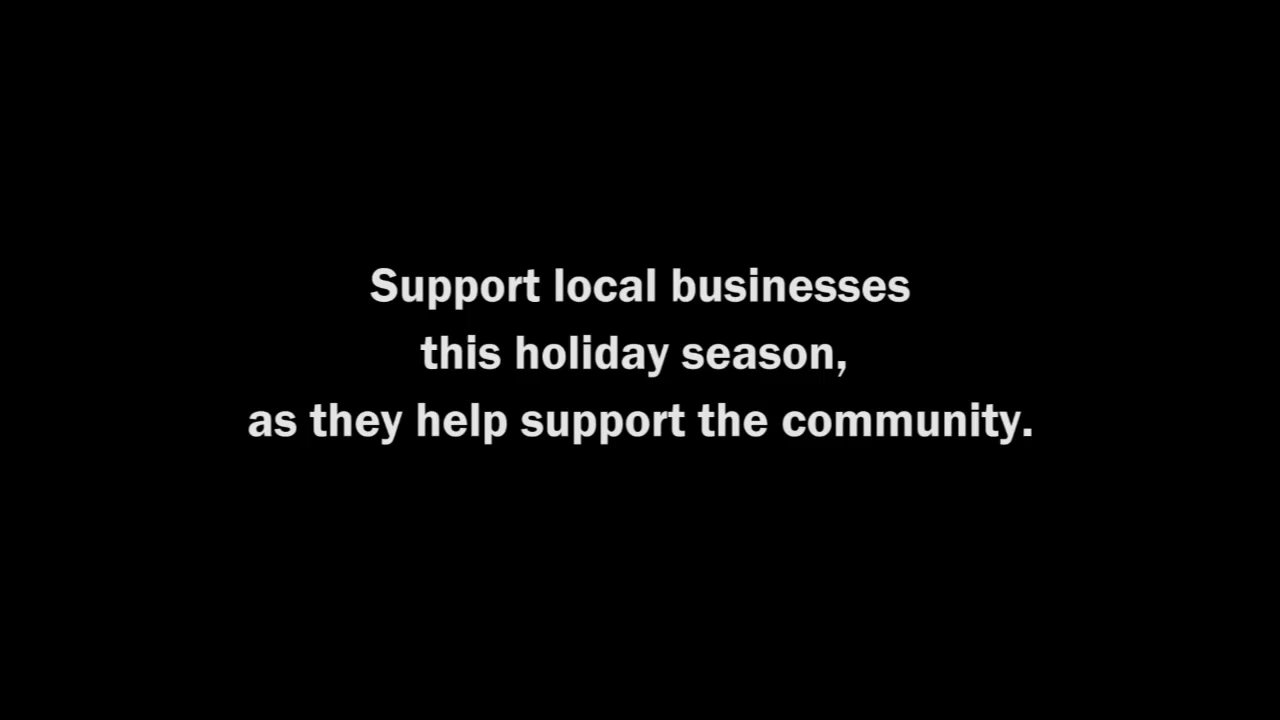 Support local businesses
this holiday season,
as they help support the community.